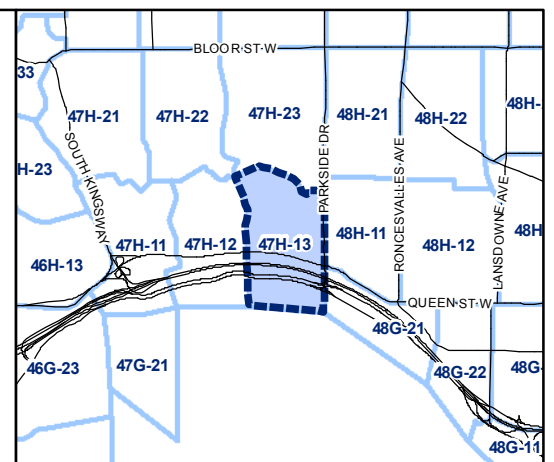 BLOOR ST W
33
47H-21
47H-22
47H-23
48H-21
48H-22
48H-
H-23
SOUTH KINGSWAY
PARKSIDE DR
RONCESVALLES AVE
LANSDOWNE AVE
46H-13
47H-11
47H-12
47H-13
48H-11
48H-12
48H
QUEEN ST W
48G-21
46G-23
47G-21
48G-22
48G-
48G-11